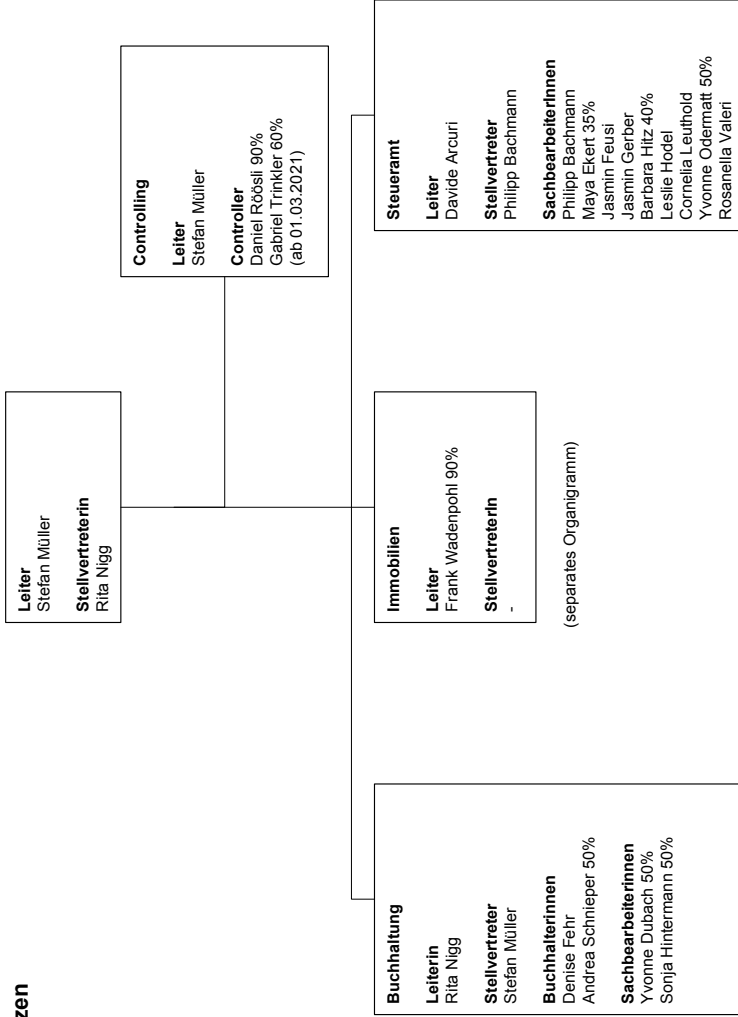 zen
Leiter
Stefan Müller
Stellvertreterin
Rita Nigg
Controlling
Leiter
Stefan Müller
Controller
Daniel Röösli 90%
Gabriel Trinkler 60%
(ab 01.03.2021)
Buchhaltung
Leiterin
Rita Nigg
Stellvertreter
Stefan Müller
Buchhalterinnen
Denise Fehr
Andrea Schnieper 50%
Sachbearbeiterinnen
Yvonne Dubach 50%
Sonja Hintermann 50%
Immobilien
Leiter
Frank Wadenpohl 90%
StellvertreterIn
-
(separates Organigramm)
Steueramt
Leiter
Davide Arcuri
Stellvertreter
Philipp Bachmann
SachbearbeiterInnen
Philipp Bachmann
Maya Ekert 35%
Jasmin Feusi
Jasmin Gerber
Barbara Hitz 40%
Leslie Hodel
Cornelia Leuthold
Yvonne Odermatt 50%
Rosanella Valeri